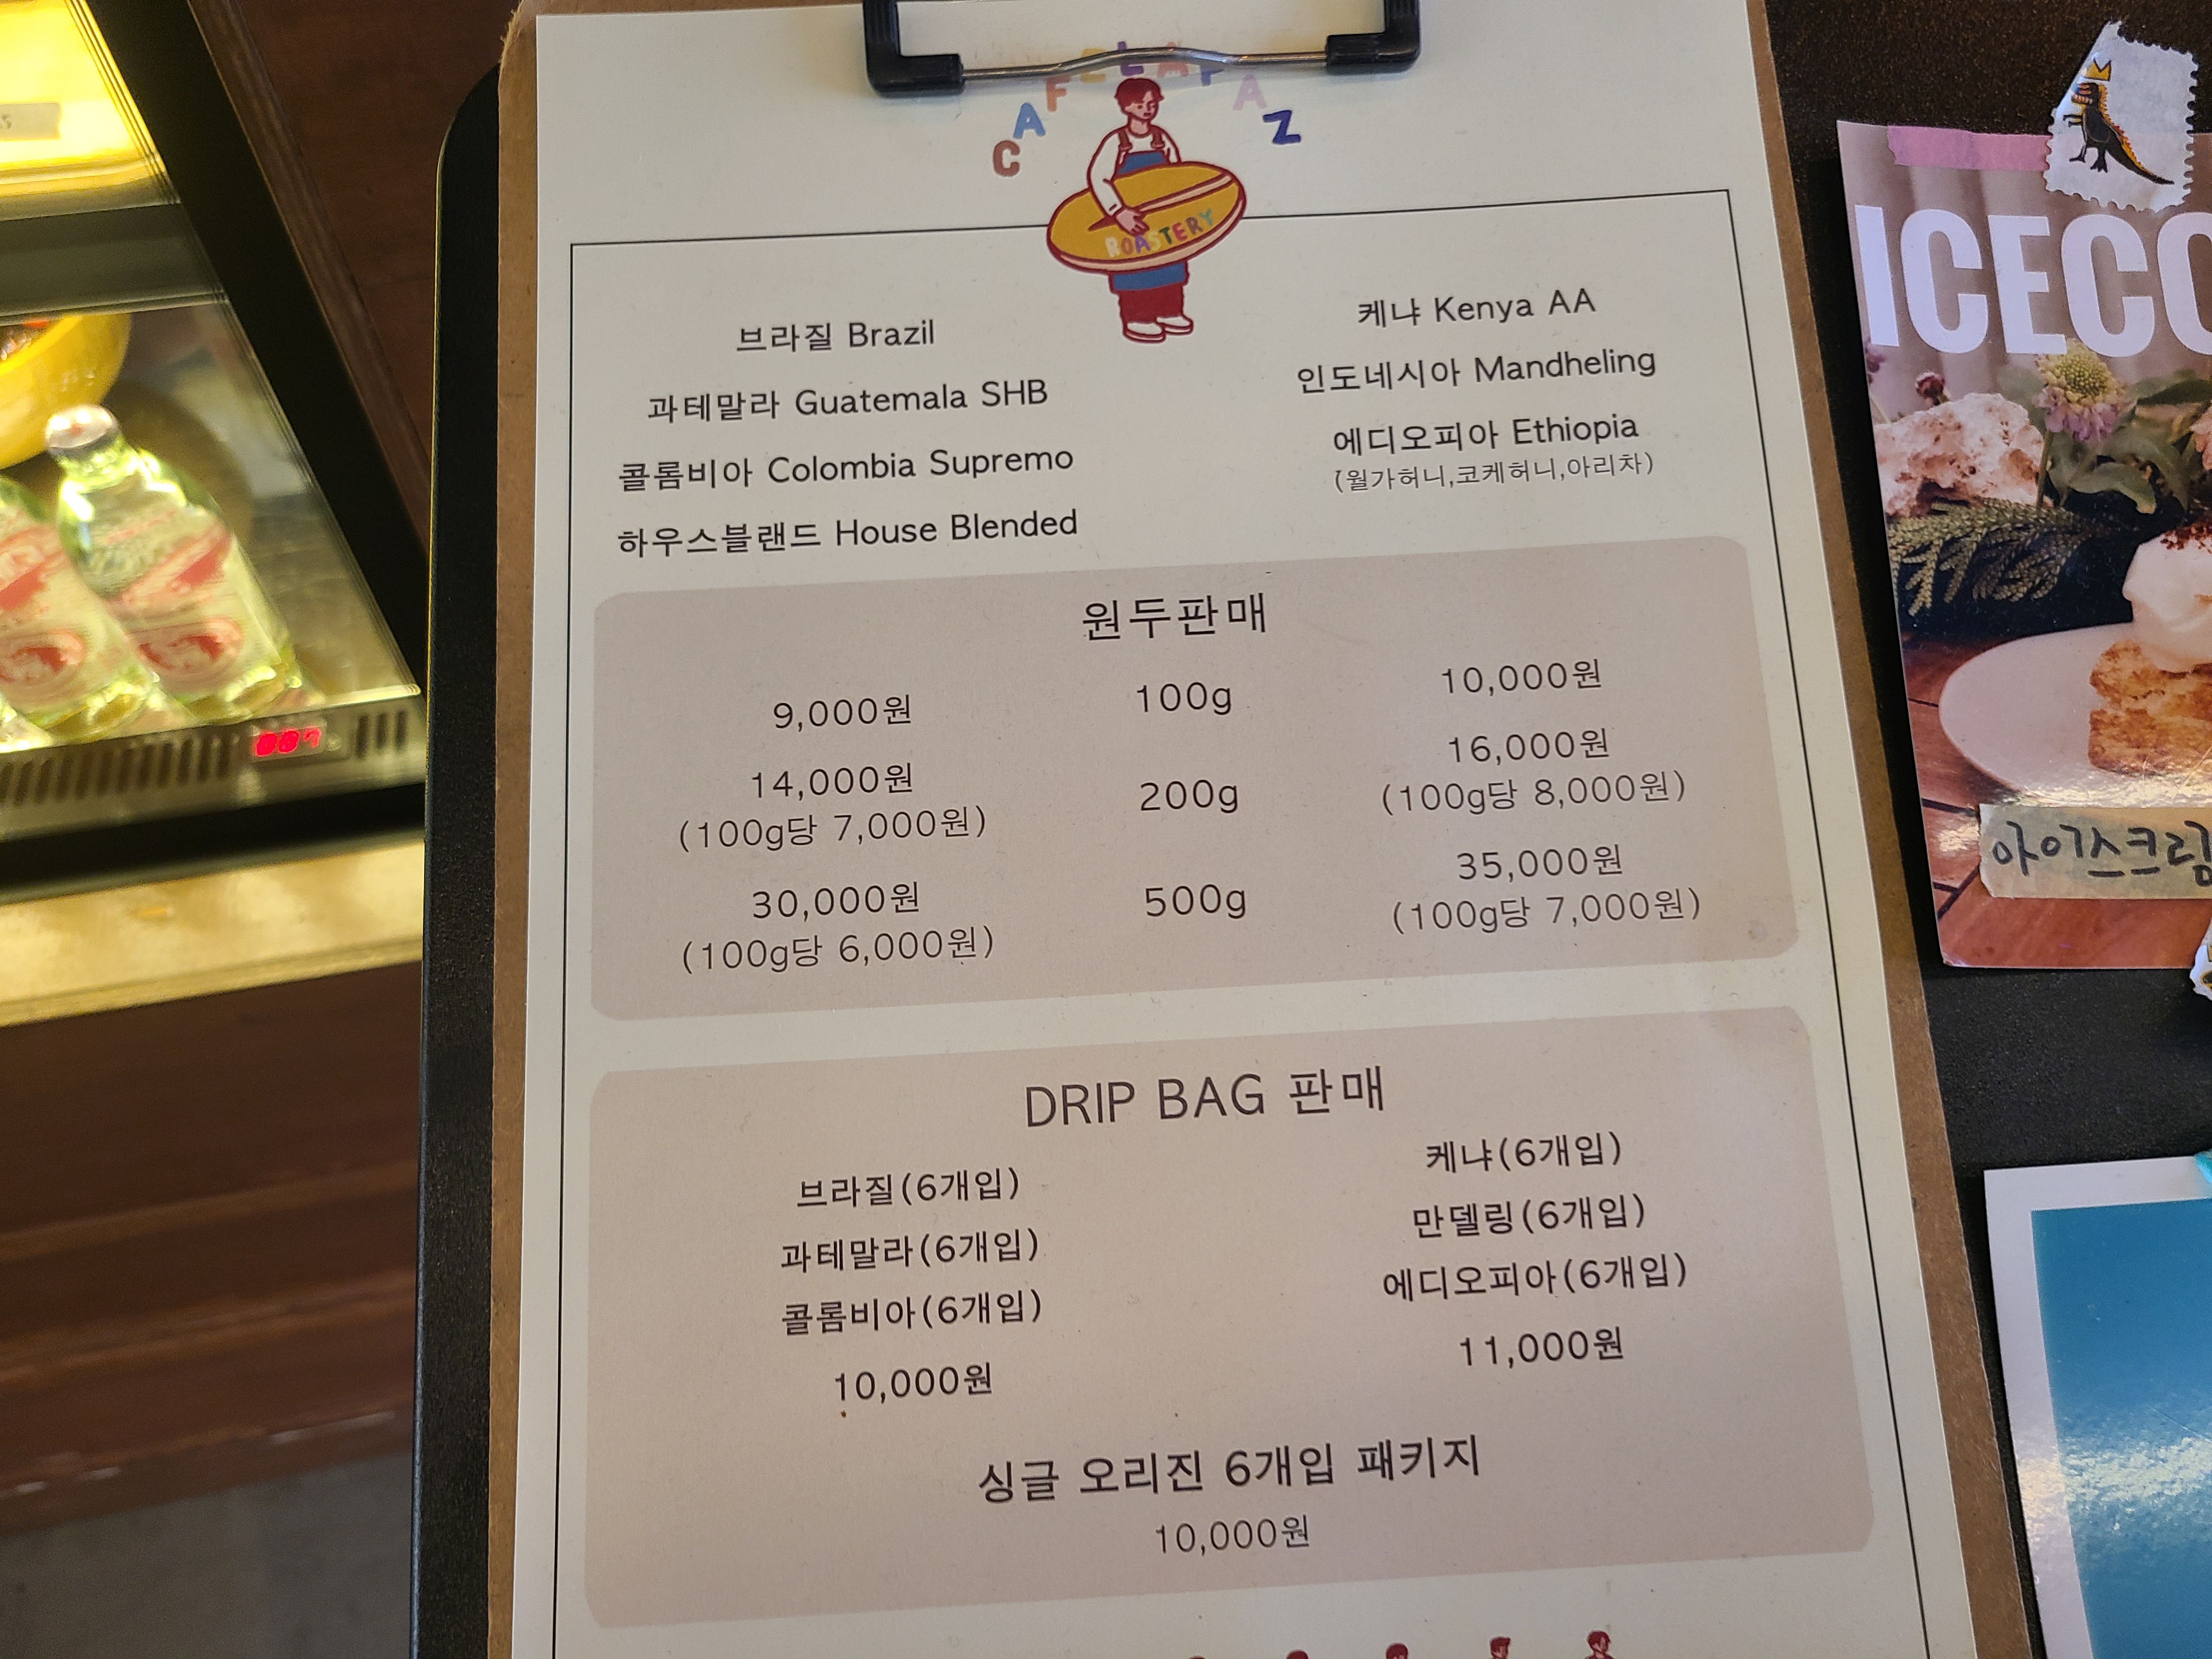 CAFE LA PAZ
ROASTERY
브라질 Brazil
과테말라 Guatemala SHB
콜롬비아 Colombia Supremo
하우스블랜드 House Blended
케냐 Kenya AA
인도네시아 Mandheling
에디오피아 Ethiopia
(월가허니,코케허니,아리차)
원두판매
9,000원 100g 10,000원
14,000원 200g 16,000원
(100g당 7,000원) (100g당 8,000원)
30,000원 500g 35,000원
(100g당 6,000원) (100g당 7,000원)
DRIP BAG 판매
브라질(6개입)
과테말라(6개입)
콜롬비아(6개입)
10,000원
케냐(6개입)
만델링(6개입)
에디오피아(6개입)
11,000원
싱글 오리진 6개입 패키지
10,000원
ICECO
아이스크림
007